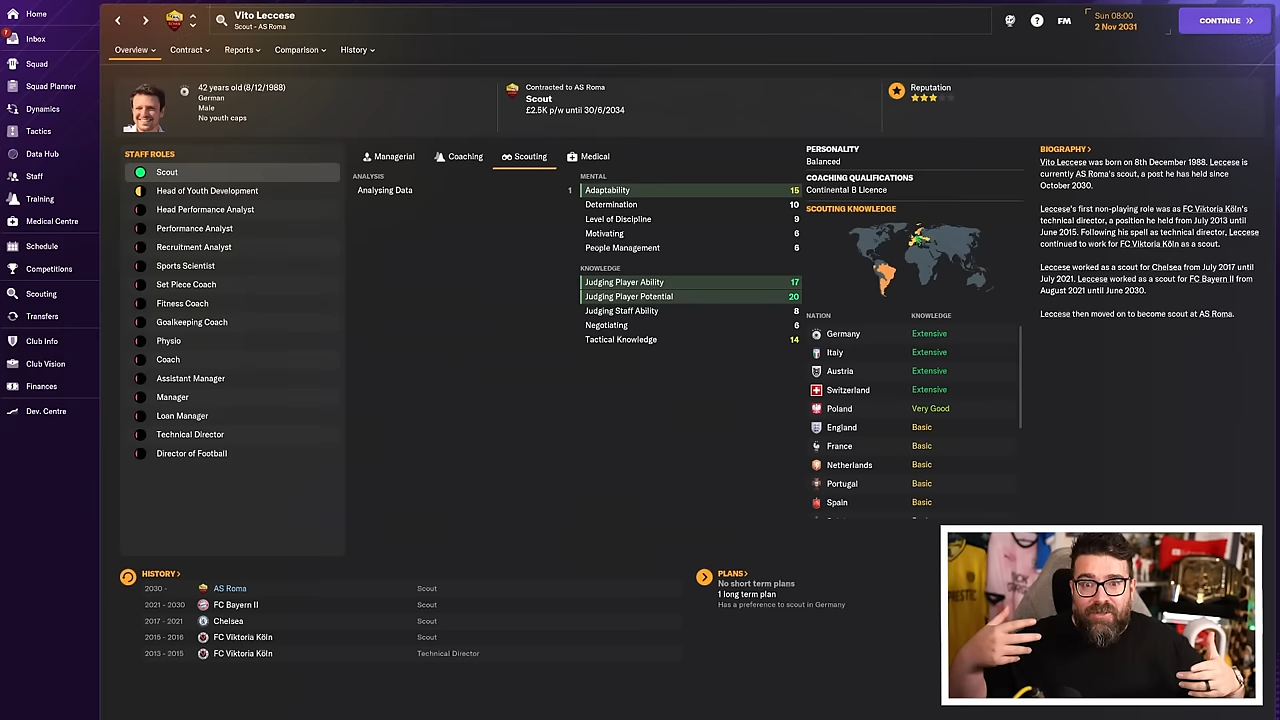 Home
7
Inbox
Squad
Squad Planner
Dynamics
Tactics
Data Hub
Staff
Training
Medical Centre
Schedule
Competitions
Scouting
Transfers
Club Info
Club Vision
Finances
Dev. Centre
Vito Leccese
Scout - AS Roma
FM
Sun 08:00
2 Nov 2031
CONTINUE
Overview
Contract
Reports
Comparison
History
42 years old (8/12/1988)
German
Male
No youth caps
Contracted to AS Roma
Scout
£2.5K p/w until 30/6/2034
Reputation
STAFF ROLES
Scout
Head of Youth Development
Head Performance Analyst
Performance Analyst
Recruitment Analyst
Sports Scientist
Set Piece Coach
Fitness Coach
Goalkeeping Coach
Physio
Coach
Assistant Manager
Manager
Loan Manager
Technical Director
Director of Football
Managerial
Coaching
Scouting
Medical
ANALYSIS
Analysing Data 1
MENTAL
Adaptability 15
Determination 10
Level of Discipline 9
Motivating 6
People Management 6
KNOWLEDGE
Judging Player Ability 17
Judging Player Potential 20
Judging Staff Ability 8
Negotiating 6
Tactical Knowledge 14
PERSONALITY
Balanced
COACHING QUALIFICATIONS
Continental B Licence
SCOUTING KNOWLEDGE
NATION KNOWLEDGE
Germany Extensive
Italy Extensive
Austria Extensive
Switzerland Extensive
Poland Very Good
England Basic
France Basic
Netherlands Basic
Portugal Basic
Spain Basic
BIOGRAPHY >
Vito Leccese was born on 8th December 1988. Leccese is
currently AS Roma's scout, a post he has held since
October 2030.
Leccese's first non-playing role was as FC Viktoria Köln's
technical director, a position he held from July 2013 until
June 2015. Following his spell as technical director, Leccese
continued to work for FC Viktoria Köln as a scout.
Leccese worked as a scout for Chelsea from July 2017 until
July 2021. Leccese worked as a scout for FC Bayern II from
August 2021 until June 2030.
Leccese then moved on to become scout at AS Roma.
HISTORY >
2030 - AS Roma Scout
2021 - 2030 FC Bayern II Scout
2017 - 2021 Chelsea Scout
2015 - 2016 FC Viktoria Köln Scout
2013 - 2015 FC Viktoria Köln Technical Director
PLANS >
No short term plans
1 long term plan
Has a preference to scout in Germany